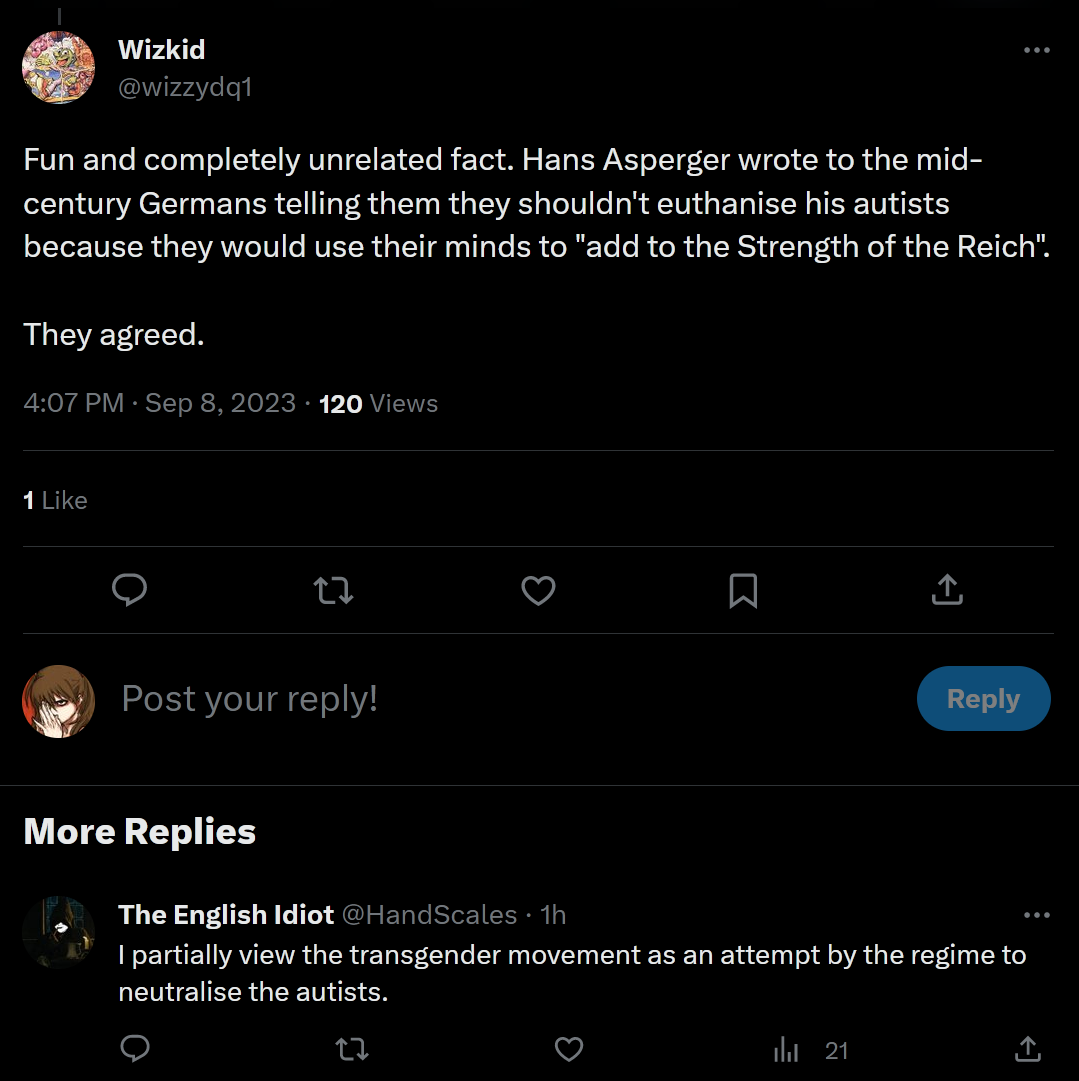 Wizkid
@wizzydq1
Fun and completely unrelated fact. Hans Asperger wrote to the mid-
century Germans telling them they shouldn't euthanise his autists
because they would use their minds to "add to the Strength of the Reich".
They agreed.
4:07 PM · Sep 8, 2023 · 120 Views
1 Like
Post your reply!
Reply
More Replies
The English Idiot @HandScales · 1h
I partially view the transgender movement as an attempt by the regime to
neutralise the autists.
21